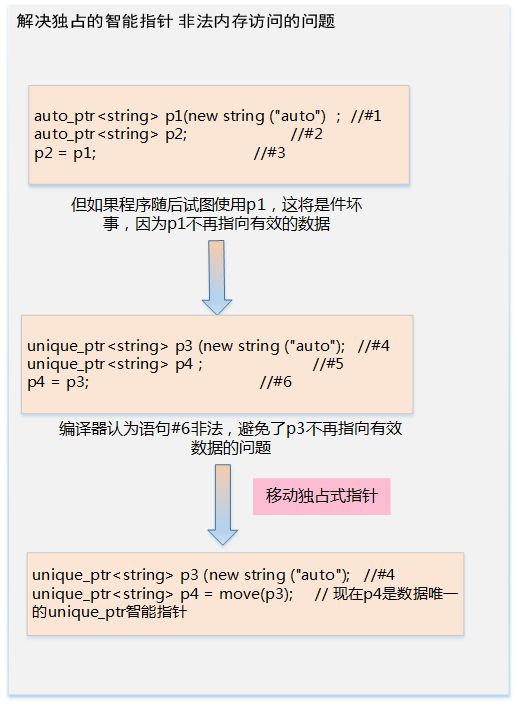 解决独占的智能指针 非法内存访问的问题
auto_ptr<string> p1(new string ("auto") ; //#1
auto_ptr<string> p2; //#2
p2 = p1; //#3
但如果程序随后试图使用p1，这将是件坏
事，因为p1不再指向有效的数据
unique_ptr<string> p3 (new string ("auto"); //#4
unique_ptr<string> p4 ; //#5
p4 = p3; //#6
编译器认为语句#6非法，避免了p3不再指向有效
数据的问题
移动独占式指针
unique_ptr<string> p3 (new string ("auto"); //#4
unique_ptr<string> p4 = move(p3); // 现在p4是数据唯一
的unique_ptr智能指针